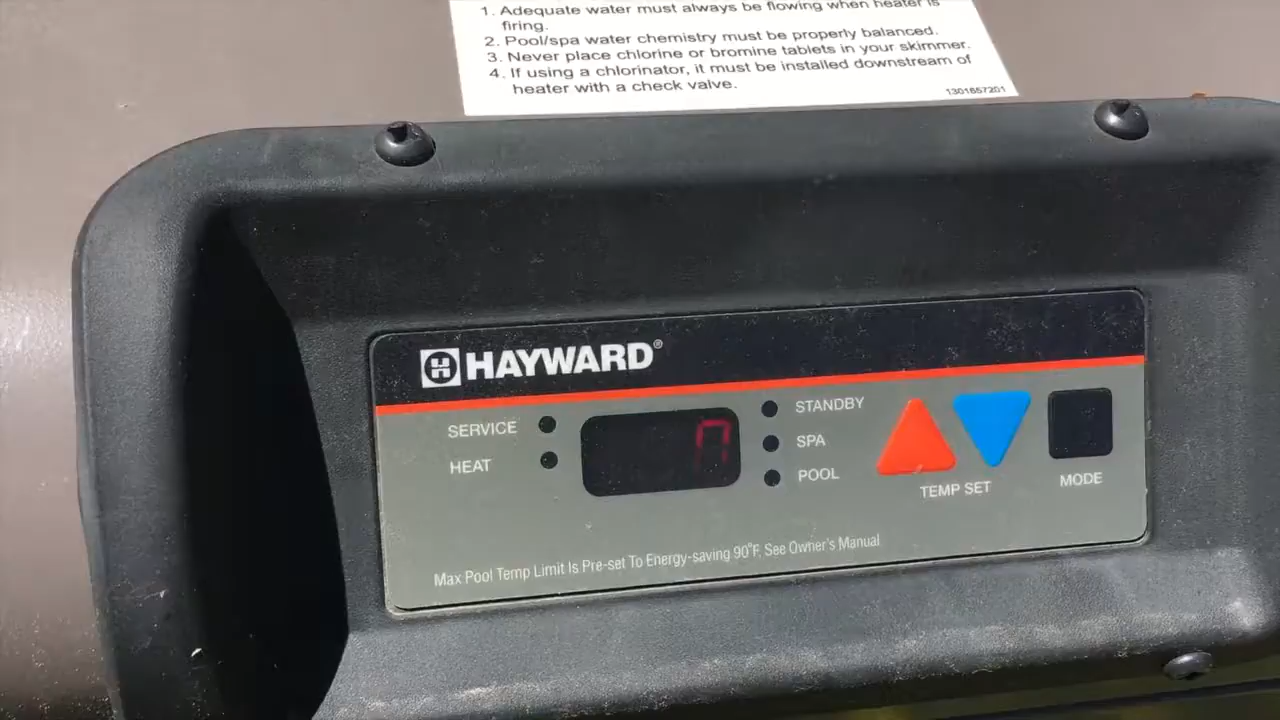 1. Adequate water must always be flowing when heater is
firing.
2. Pool/spa water chemistry must be properly balanced.
3. Never place chlorine or bromine tablets in your skimmer.
4. If using a chlorinator, it must be installed downstream of
heater with a check valve.
1301657201
H HAYWARD®
SERVICE
HEAT
STANDBY
SPA
POOL
TEMP SET
MODE
Max Pool Temp Limit Is Pre-set To Energy-saving 90°F. See Owner's Manual